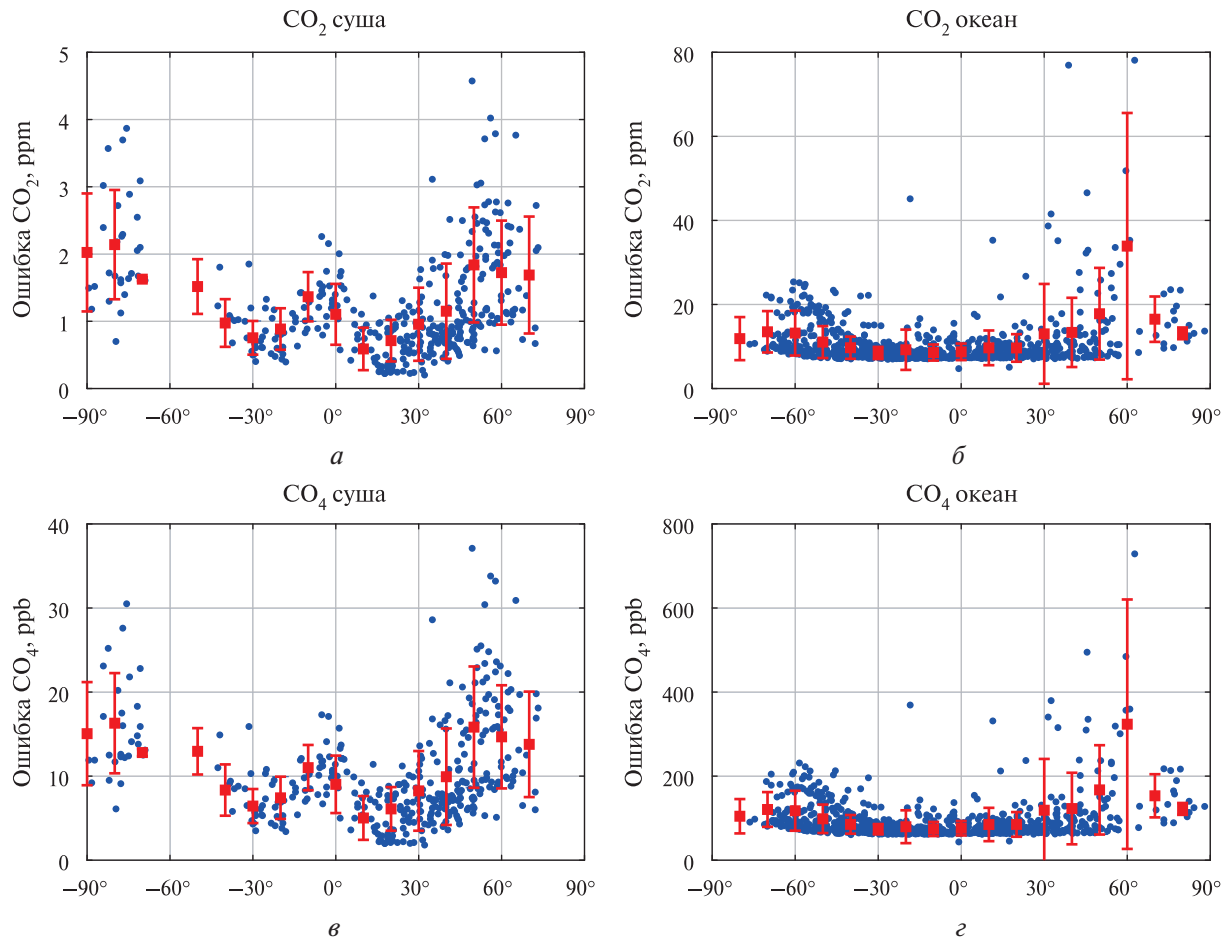 CO₂ суша
Ошибка CO₂, ppm
5
4
3
2
1
0
−90° −60° −30° 0° 30° 60° 90°
а
CO₂ океан
Ошибка CO₂, ppm
80
60
40
20
0
−90° −60° −30° 0° 30° 60° 90°
б
CO₄ суша
Ошибка CO₄, ppb
40
30
20
10
0
−90° −60° −30° 0° 30° 60° 90°
в
CO₄ океан
Ошибка CO₄, ppb
800
600
400
200
0
−90° −60° −30° 0° 30° 60° 90°
г